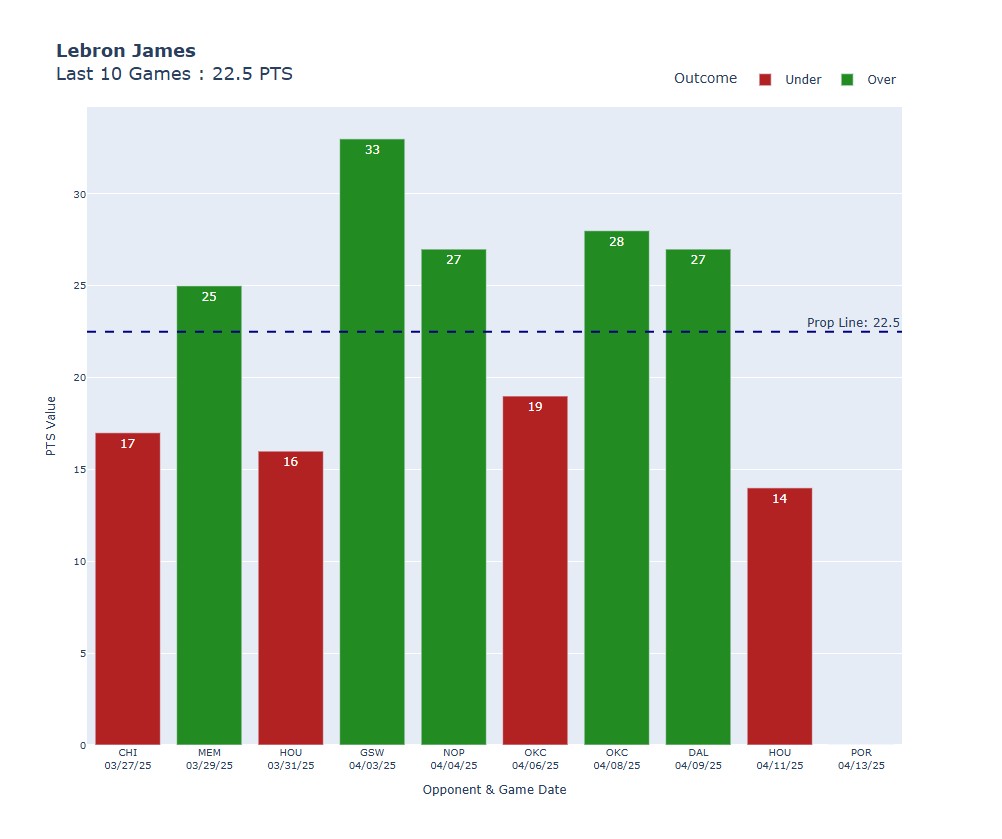 Lebron James
Last 10 Games : 22.5 PTS
Outcome Under Over
33
30
28
27
27
25
25
Prop Line: 22.5
20
19
17
16
15
14
10
5
0
PTS Value
CHI MEM HOU GSW NOP OKC OKC DAL HOU POR
03/27/25 03/29/25 03/31/25 04/03/25 04/04/25 04/06/25 04/08/25 04/09/25 04/11/25 04/13/25
Opponent & Game Date